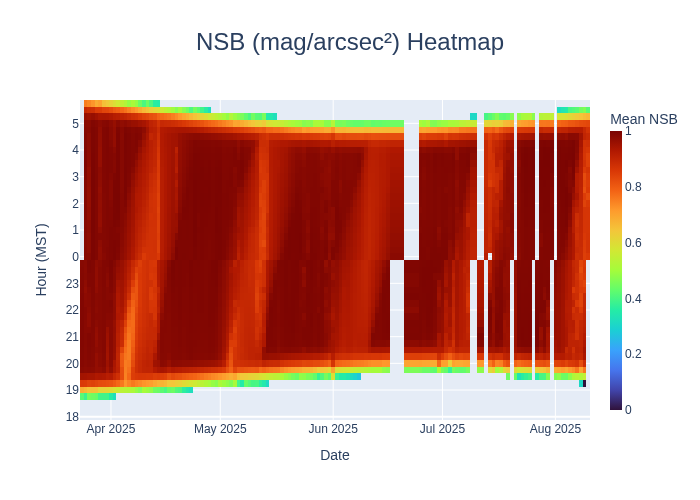 NSB (mag/arcsec²) Heatmap
Mean NSB
1
0.8
0.6
0.4
0.2
0
5
4
3
2
1
0
23
22
21
20
19
18
Hour (MST)
Apr 2025
May 2025
Jun 2025
Jul 2025
Aug 2025
Date